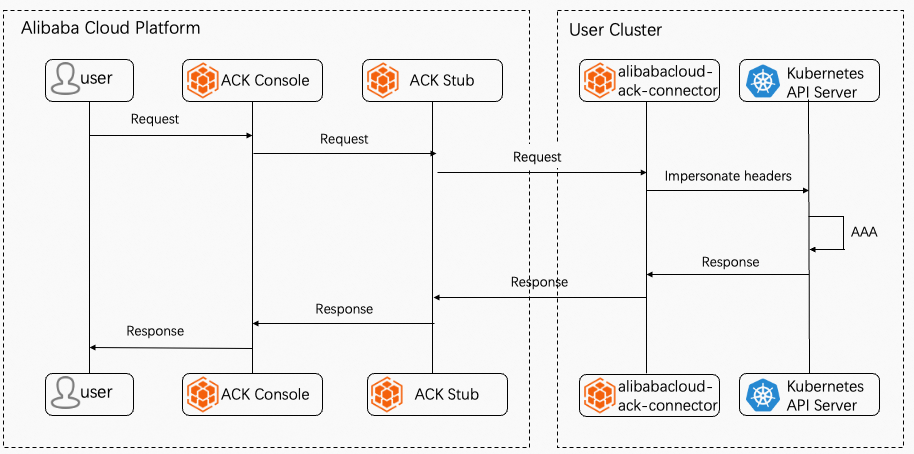 Alibaba Cloud Platform
User Cluster
user
ACK Console
ACK Stub
alibabacloud-
ack-connector
Kubernetes
API Server
Request
Request
Request
Impersonate headers
AAA
Response
Response
Response
Response
user
ACK Console
ACK Stub
alibabacloud-
ack-connector
Kubernetes
API Server